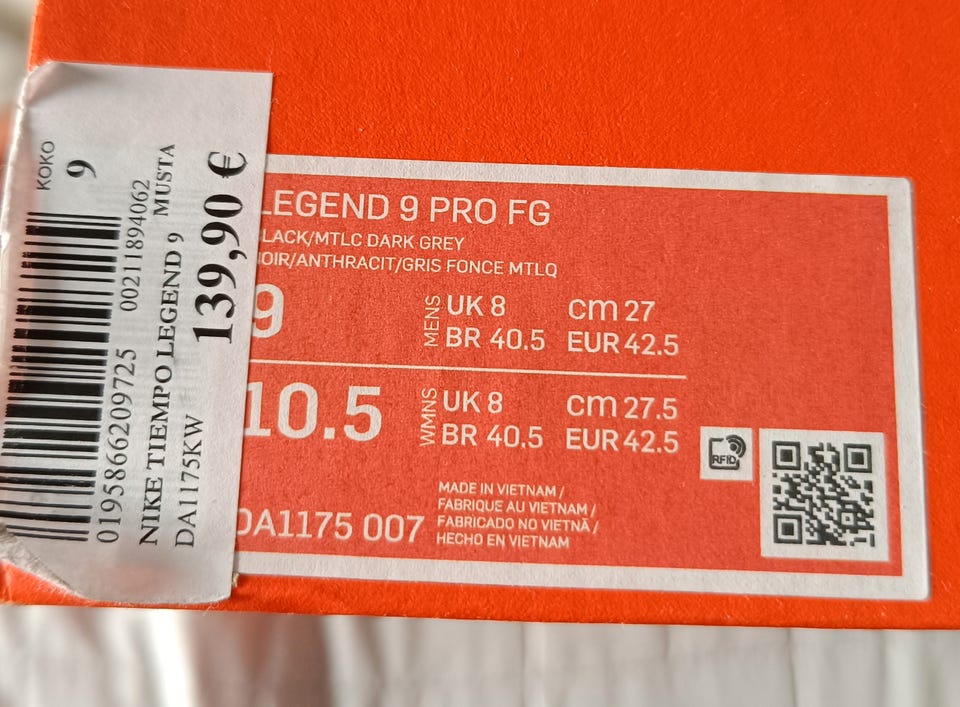 KOKO
9
0195866209725 00211894062
NIKE TIEMPO LEGEND 9 MUSTA
DA1175KW
139,90 €
LEGEND 9 PRO FG
BLACK/MTLC DARK GREY
NOIR/ANTHRACIT/GRIS FONCE MTLQ
9
MENS
UK 8 cm 27
BR 40.5 EUR 42.5
10.5
WMNS
UK 8 cm 27.5
BR 40.5 EUR 42.5
RFID
DA1175 007
MADE IN VIETNAM /
FABRIQUE AU VIETNAM /
FABRICADO NO VIETNÃ /
HECHO EN VIETNAM